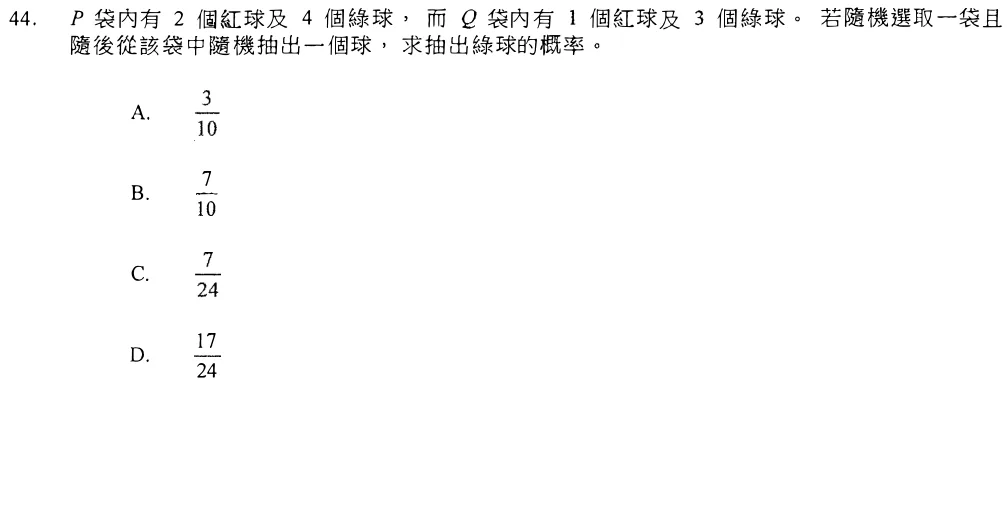 44. P 袋內有 2 個紅球及 4 個綠球，而 Q 袋內有 1 個紅球及 3 個綠球。若隨機選取一袋且
隨後從該袋中隨機抽出一個球，求抽出綠球的概率。
A. 3/10
B. 7/10
C. 7/24
D. 17/24